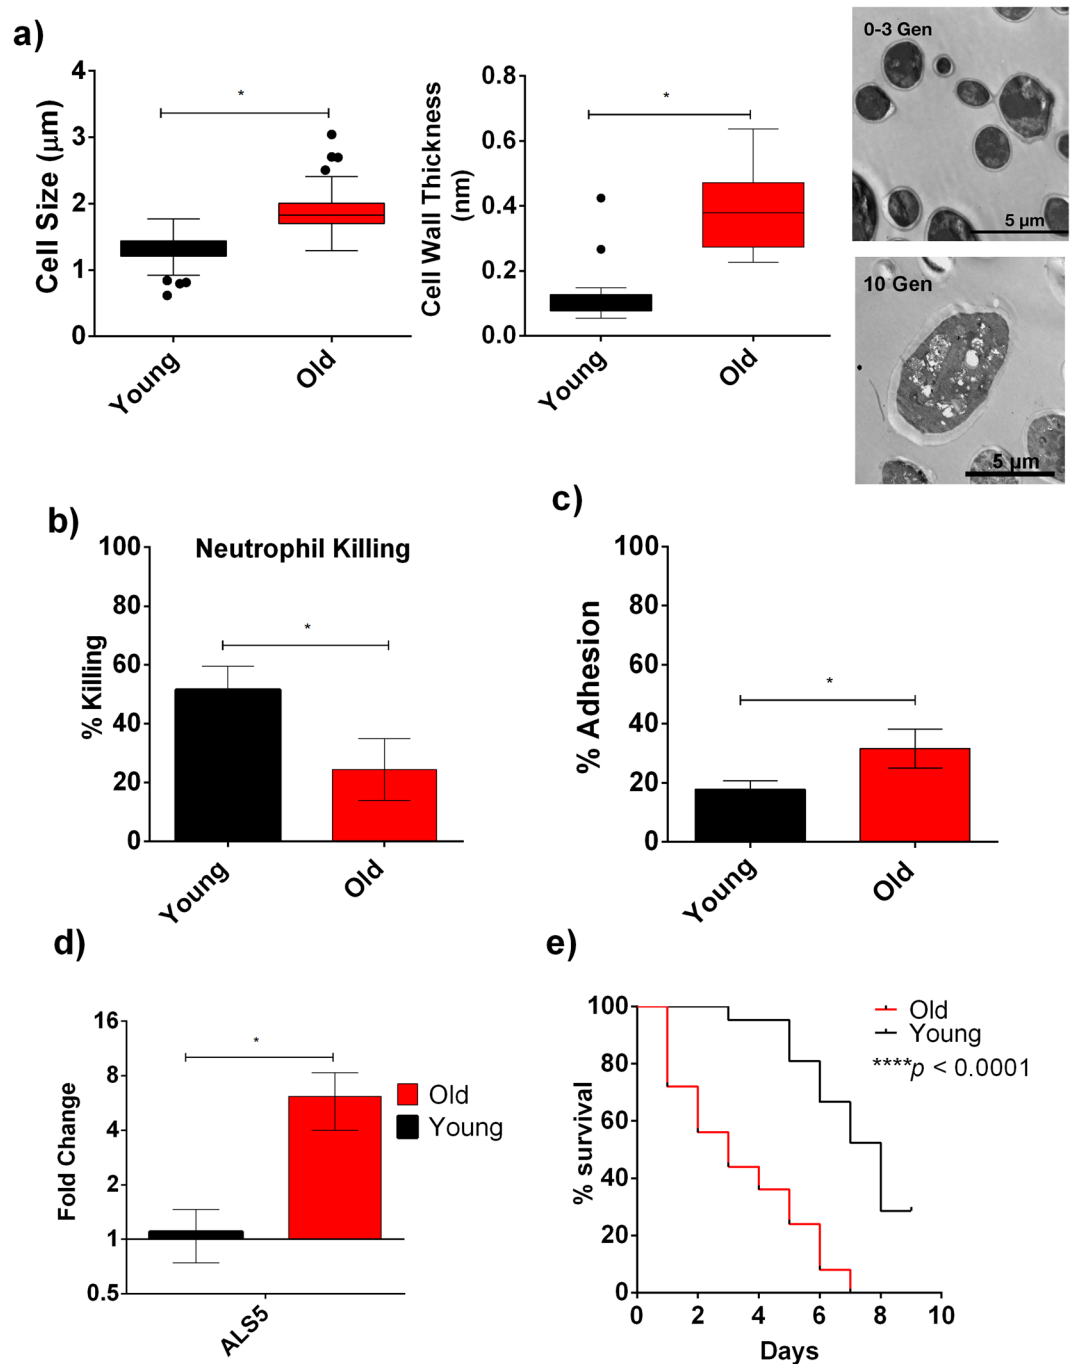 a)
4
3
2
1
0
Cell Size (μm)
*
Young
Old
0.8
0.6
0.4
0.2
0.0
Cell Wall Thickness
(nm)
*
Young
Old
0-3 Gen
5 μm
10 Gen
5 μm
b)
Neutrophil Killing
100
80
60
40
20
0
% Killing
*
Young
Old
c)
100
80
60
40
20
0
% Adhesion
*
Young
Old
d)
16
8
4
2
1
0.5
Fold Change
*
ALS5
Old
Young
e)
100
80
60
40
20
0
% survival
0 2 4 6 8 10
Days
Old
Young
****p < 0.0001